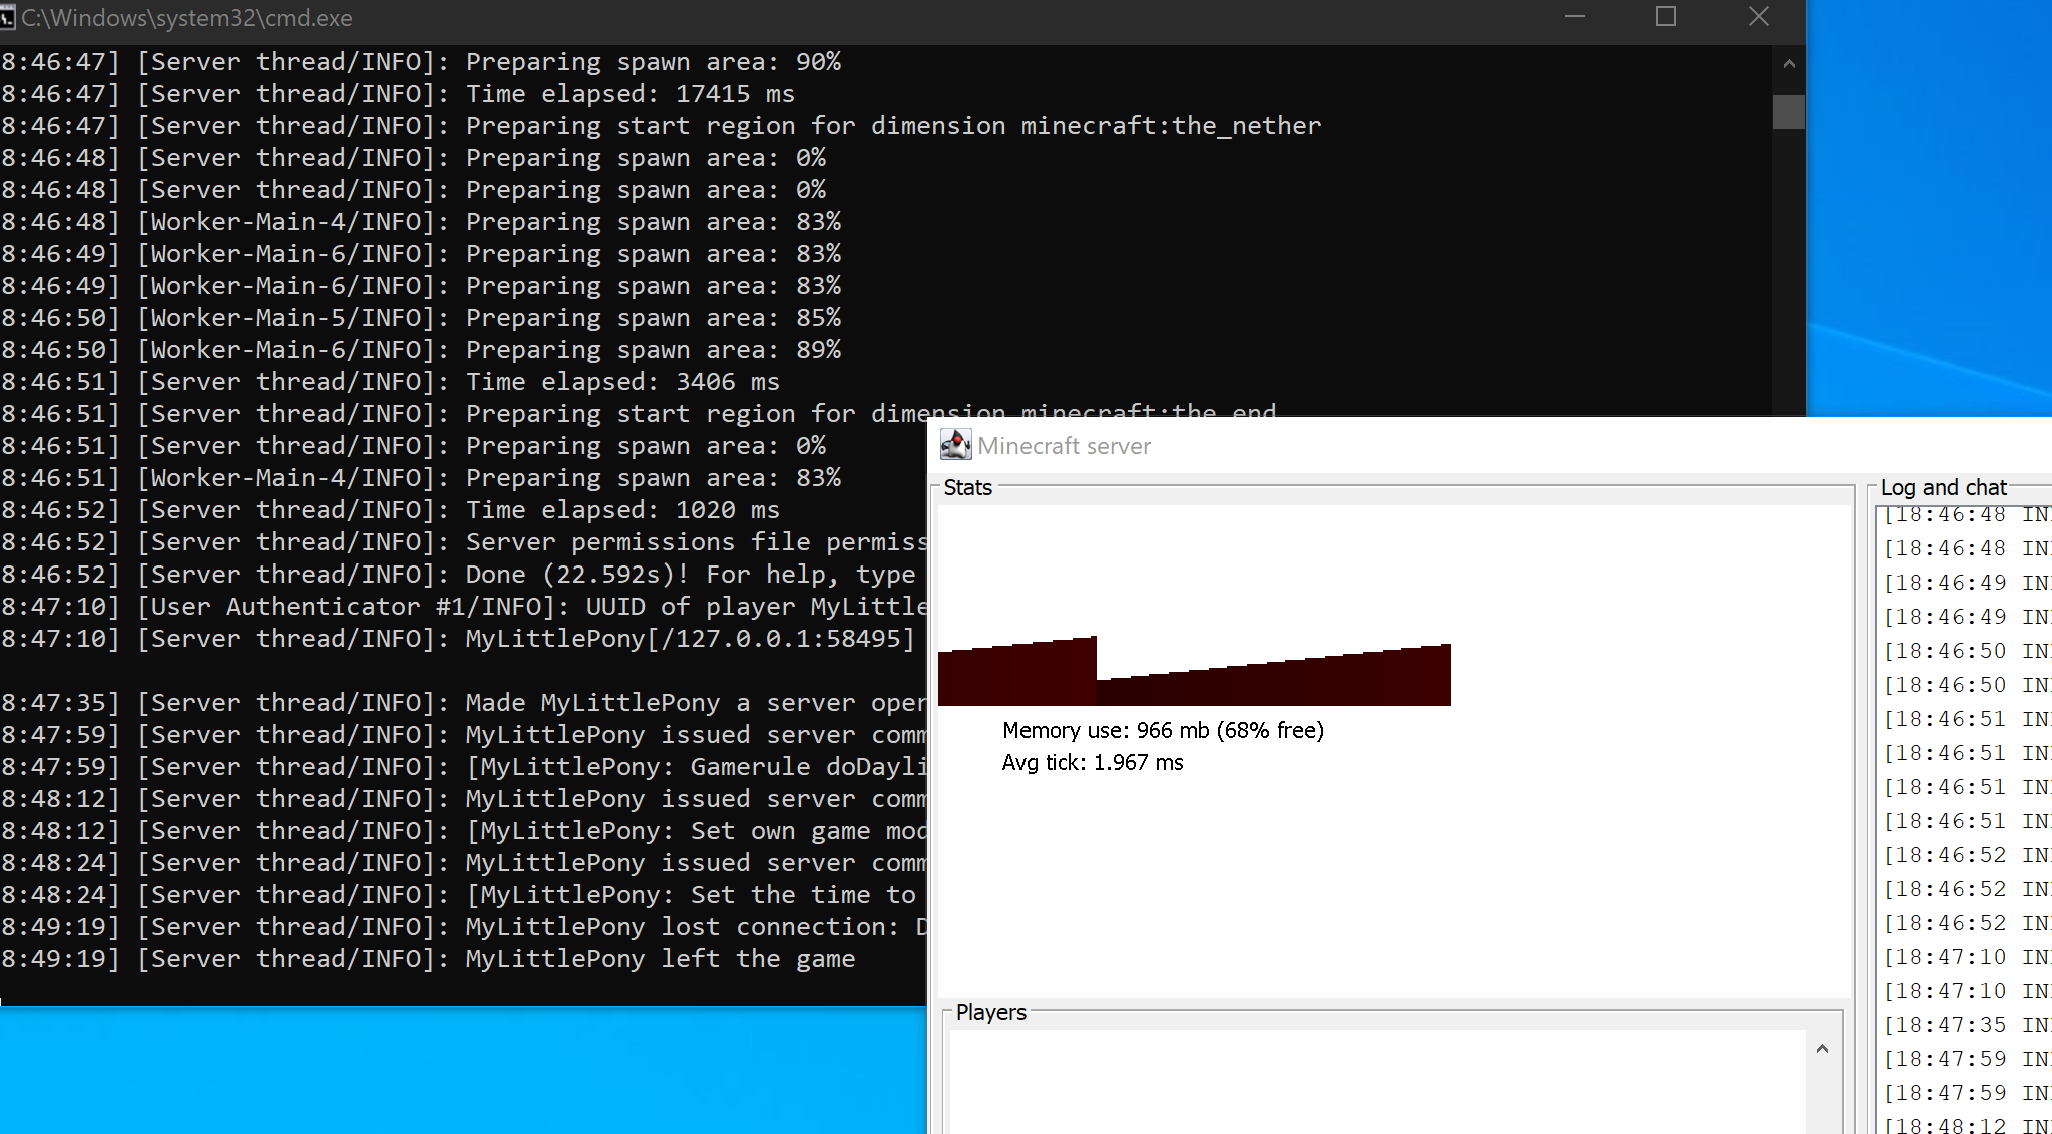 C:\Windows\system32\cmd.exe
8:46:47] [Server thread/INFO]: Preparing spawn area: 90%
8:46:47] [Server thread/INFO]: Time elapsed: 17415 ms
8:46:47] [Server thread/INFO]: Preparing start region for dimension minecraft:the_nether
8:46:48] [Server thread/INFO]: Preparing spawn area: 0%
8:46:48] [Server thread/INFO]: Preparing spawn area: 0%
8:46:48] [Worker-Main-4/INFO]: Preparing spawn area: 83%
8:46:49] [Worker-Main-6/INFO]: Preparing spawn area: 83%
8:46:49] [Worker-Main-6/INFO]: Preparing spawn area: 83%
8:46:50] [Worker-Main-5/INFO]: Preparing spawn area: 85%
8:46:50] [Worker-Main-6/INFO]: Preparing spawn area: 89%
8:46:51] [Server thread/INFO]: Time elapsed: 3406 ms
8:46:51] [Server thread/INFO]: Preparing start region for dimension minecraft:the_end
8:46:51] [Server thread/INFO]: Preparing spawn area: 0%
8:46:51] [Worker-Main-4/INFO]: Preparing spawn area: 83%
8:46:52] [Server thread/INFO]: Time elapsed: 1020 ms
8:46:52] [Server thread/INFO]: Server permissions file permiss
8:46:52] [Server thread/INFO]: Done (22.592s)! For help, type
8:47:10] [User Authenticator #1/INFO]: UUID of player MyLittle
8:47:10] [Server thread/INFO]: MyLittlePony[/127.0.0.1:58495]
8:47:35] [Server thread/INFO]: Made MyLittlePony a server oper
8:47:59] [Server thread/INFO]: MyLittlePony issued server comm
8:47:59] [Server thread/INFO]: [MyLittlePony: Gamerule doDayli
8:48:12] [Server thread/INFO]: MyLittlePony issued server comm
8:48:12] [Server thread/INFO]: [MyLittlePony: Set own game mod
8:48:24] [Server thread/INFO]: MyLittlePony issued server comm
8:48:24] [Server thread/INFO]: [MyLittlePony: Set the time to
8:49:19] [Server thread/INFO]: MyLittlePony lost connection: D
8:49:19] [Server thread/INFO]: MyLittlePony left the game
Minecraft server
Stats
Memory use: 966 mb (68% free)
Avg tick: 1.967 ms
Players
Log and chat
[18:46:48 IN
[18:46:48 IN
[18:46:49 IN
[18:46:49 IN
[18:46:50 IN
[18:46:50 IN
[18:46:51 IN
[18:46:51 IN
[18:46:51 IN
[18:46:51 IN
[18:46:52 IN
[18:46:52 IN
[18:46:52 IN
[18:47:10 IN
[18:47:10 IN
[18:47:35 IN
[18:47:59 IN
[18:47:59 IN
[18:48:12 IN